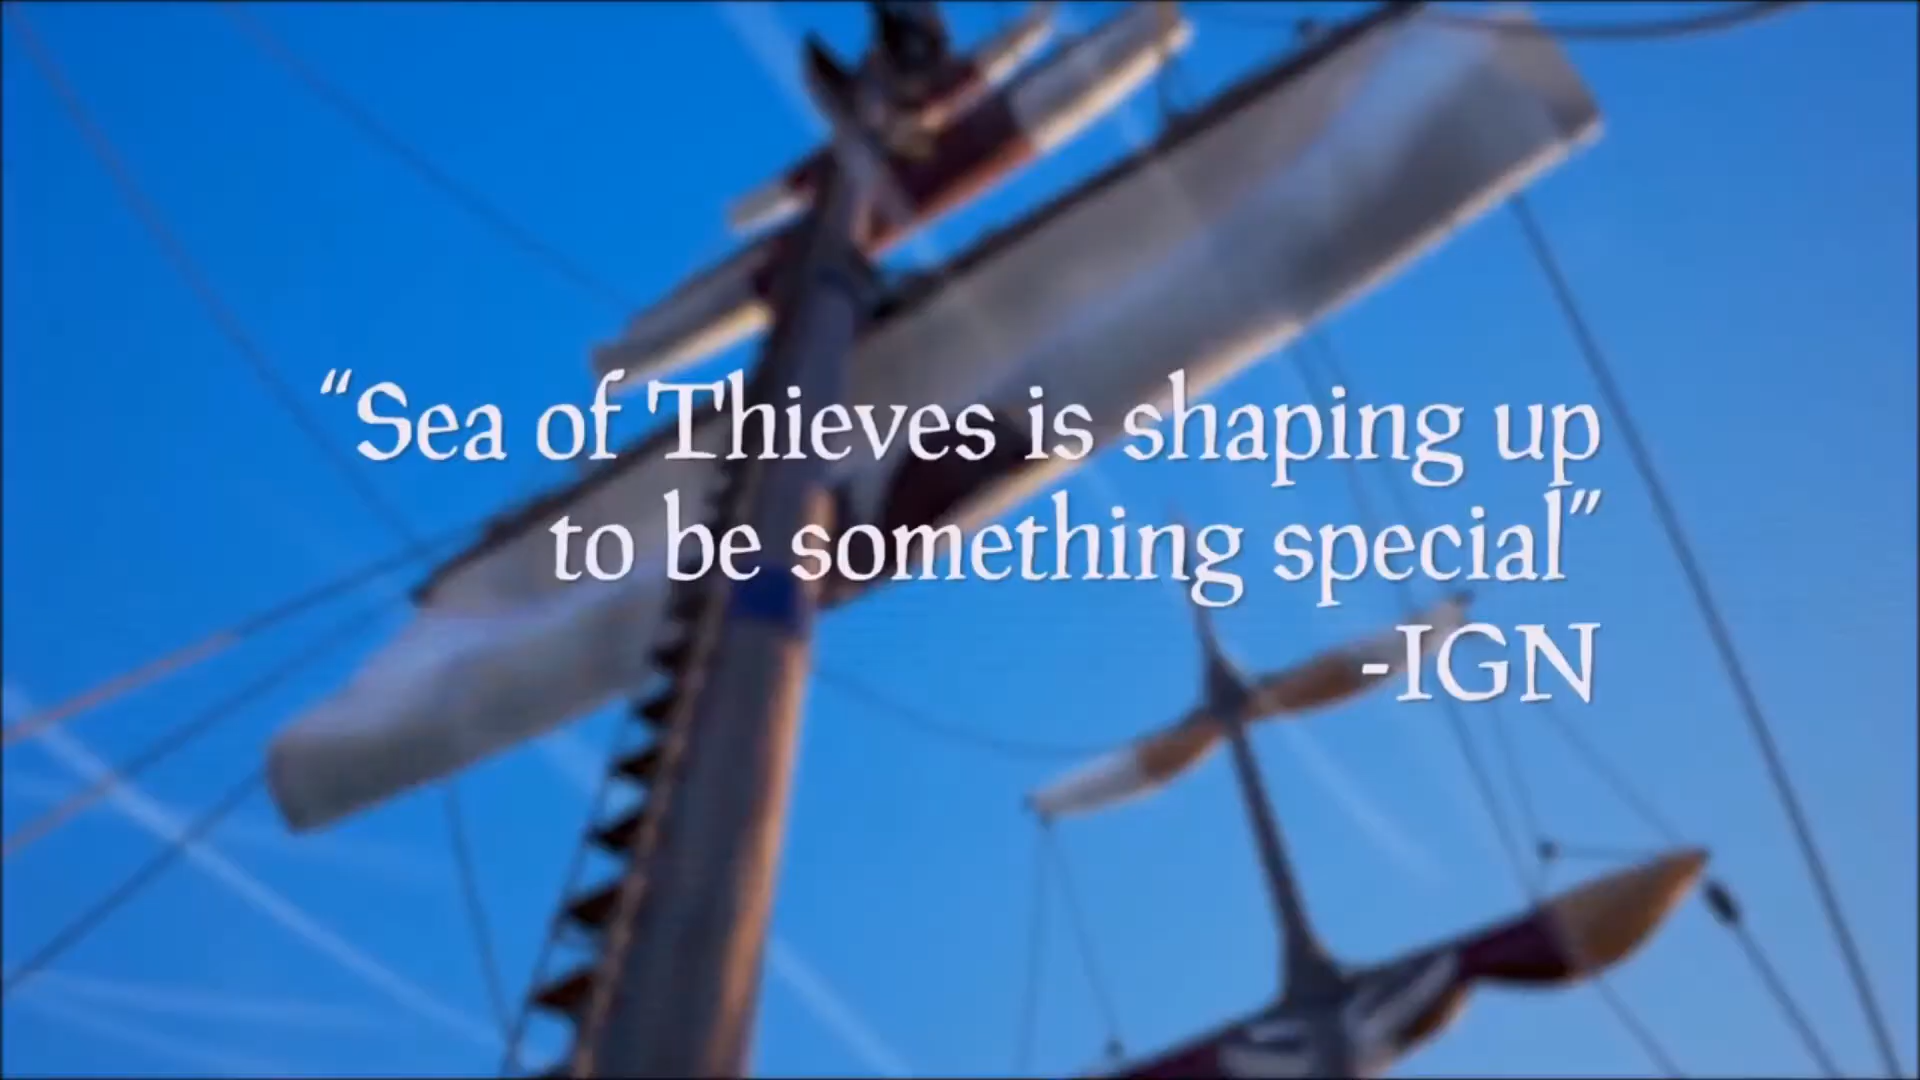 “Sea of Thieves is shaping up
to be something special”
-IGN